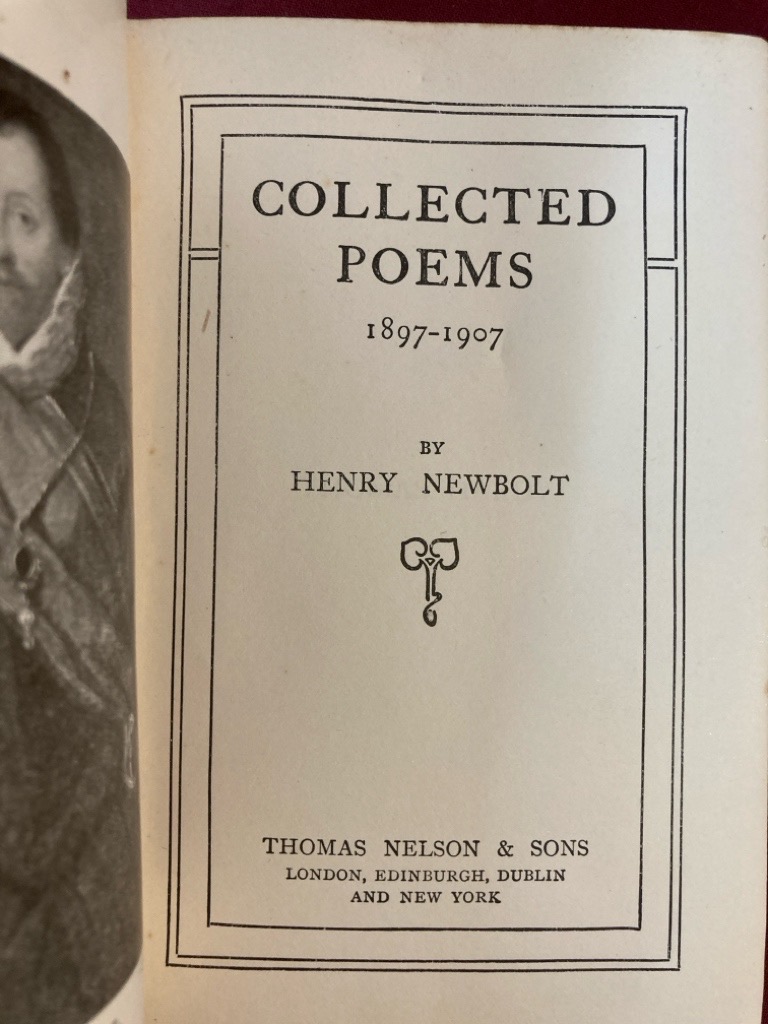 COLLECTED
POEMS
1897-1907
BY
HENRY NEWBOLT
THOMAS NELSON & SONS
LONDON, EDINBURGH, DUBLIN
AND NEW YORK